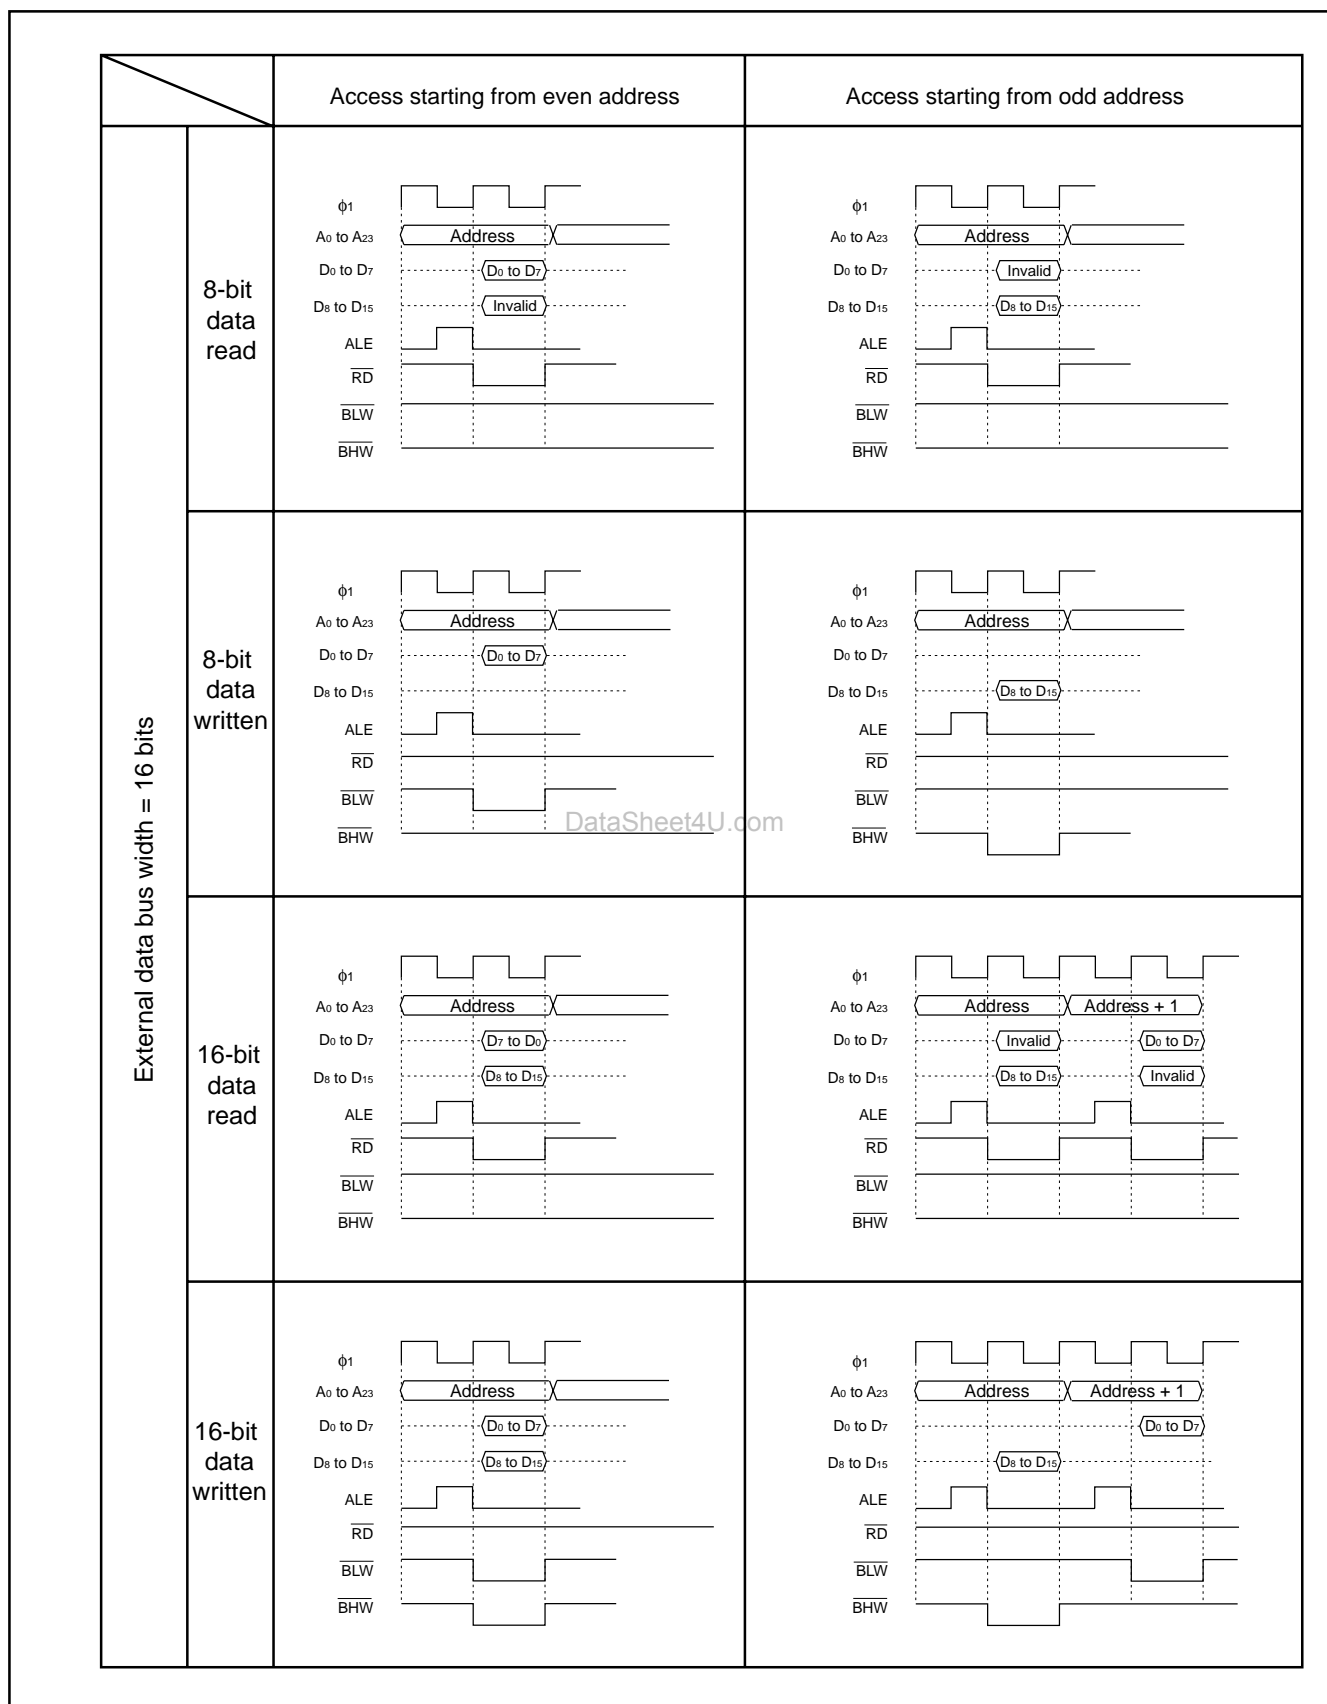 Access starting from even address
Access starting from odd address
External data bus width = 16 bits
8-bit
data
read
φ1
A0 to A23
Address
D0 to D7
D0 to D7
D8 to D15
Invalid
ALE
RD
BLW
BHW
φ1
A0 to A23
Address
D0 to D7
Invalid
D8 to D15
D8 to D15
ALE
RD
BLW
BHW
8-bit
data
written
φ1
A0 to A23
Address
D0 to D7
D0 to D7
D8 to D15
ALE
RD
BLW
BHW
φ1
A0 to A23
Address
D0 to D7
D8 to D15
D8 to D15
ALE
RD
BLW
BHW
DataSheet4U.com
16-bit
data
read
φ1
A0 to A23
Address
D0 to D7
D7 to D0
D8 to D15
D8 to D15
ALE
RD
BLW
BHW
φ1
A0 to A23
Address
Address + 1
D0 to D7
Invalid
D0 to D7
D8 to D15
D8 to D15
Invalid
ALE
RD
BLW
BHW
16-bit
data
written
φ1
A0 to A23
Address
D0 to D7
D0 to D7
D8 to D15
D8 to D15
ALE
RD
BLW
BHW
φ1
A0 to A23
Address
Address + 1
D0 to D7
D0 to D7
D8 to D15
D8 to D15
ALE
RD
BLW
BHW